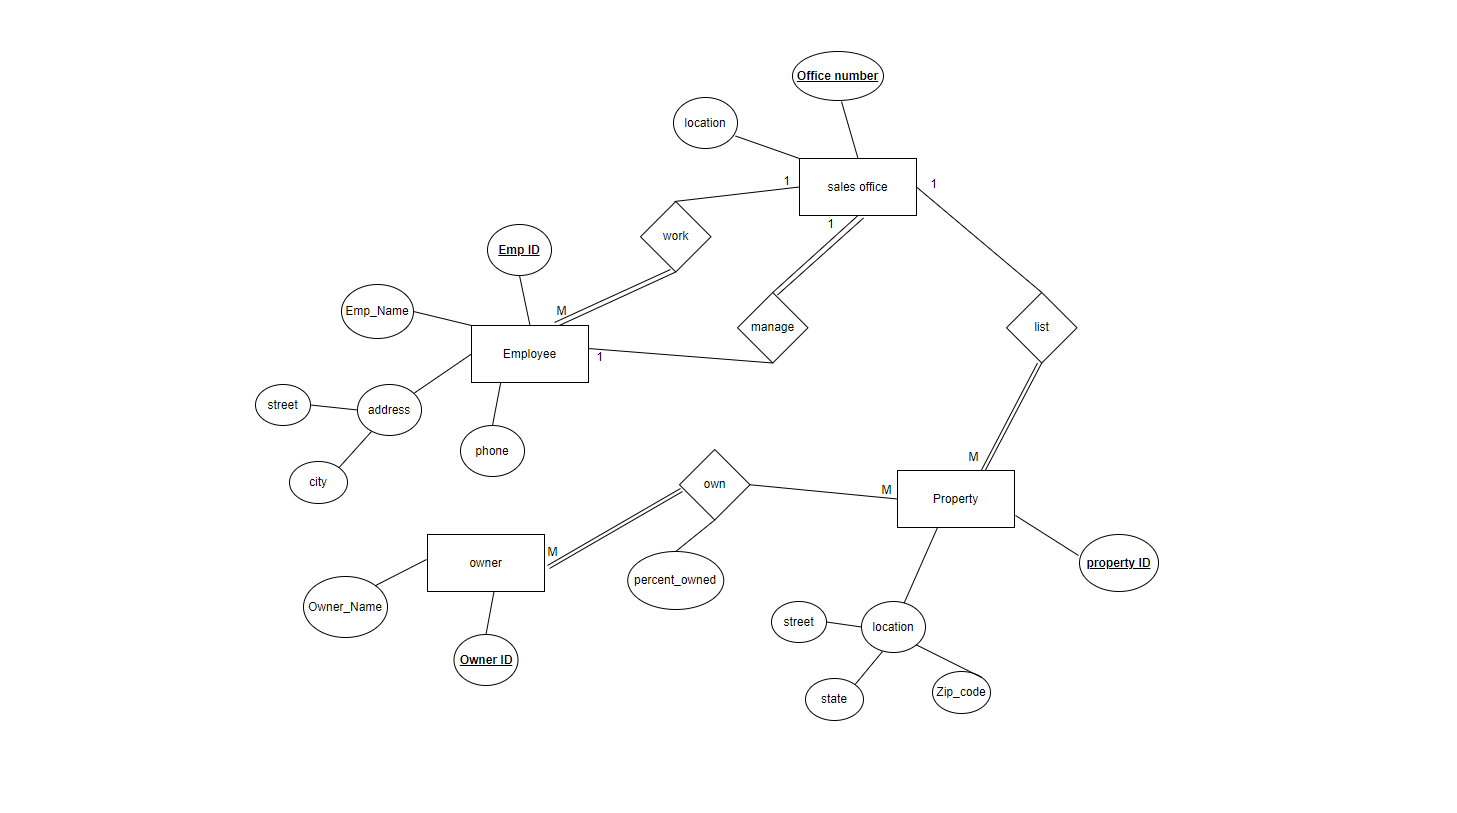 Office number
location
1
sales office
1
1
work
Emp ID
Emp_Name
M
manage
list
Employee
1
street
address
city
phone
M
own
M
Property
M
owner
percent_owned
property ID
Owner_Name
Owner ID
street
location
state
Zip_code